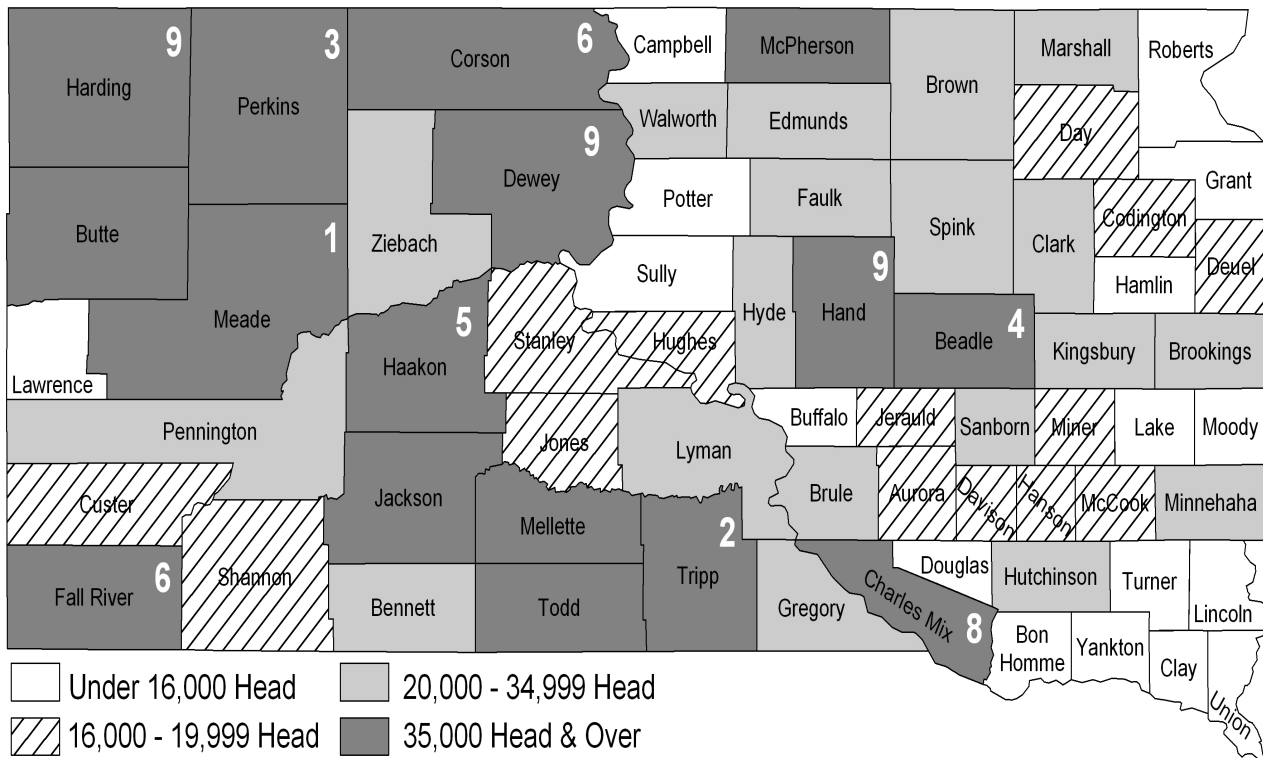 9
3
6
Campbell
McPherson
Marshall
Roberts
Harding
Perkins
Corson
Brown
Walworth
Edmunds
Day
9
Dewey
Potter
Faulk
Grant
Butte
1
Ziebach
Spink
Clark
Codington
Deuel
Sully
9
Hamlin
Meade
5
Hyde
Hand
4
Stanley
Hughes
Beadle
Kingsbury
Brookings
Haakon
Lawrence
Buffalo
Jerauld
Sanborn
Miner
Lake
Moody
Pennington
Jones
Lyman
Custer
Jackson
Brule
Aurora
Davison
Hanson
McCook
Minnehaha
Mellette
2
Fall River
6
Shannon
Tripp
Douglas
Hutchinson
Turner
Bennett
Todd
Gregory
Charles Mix
8
Lincoln
Bon
Homme
Yankton
Clay
Union
Under 16,000 Head
20,000 - 34,999 Head
16,000 - 19,999 Head
35,000 Head & Over